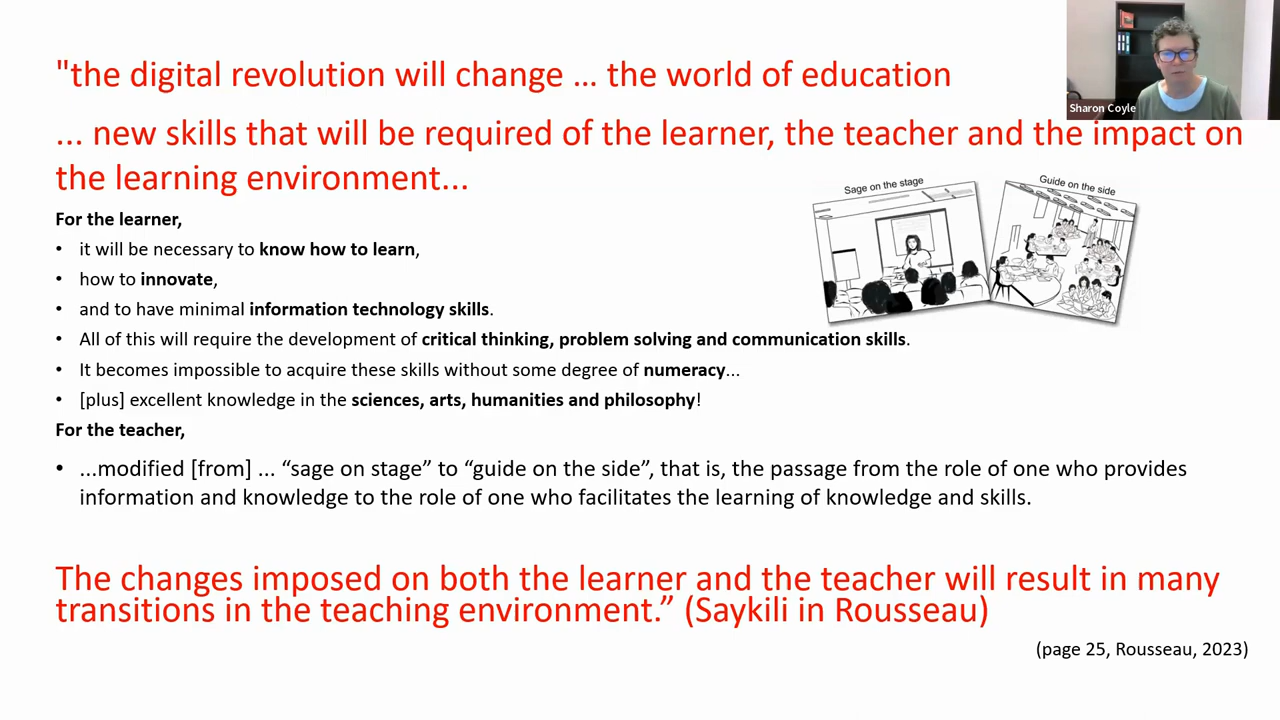 "the digital revolution will change ... the world of education
... new skills that will be required of the learner, the teacher and the impact on
the learning environment...
For the learner,
• it will be necessary to know how to learn,
• how to innovate,
• and to have minimal information technology skills.
• All of this will require the development of critical thinking, problem solving and communication skills.
• It becomes impossible to acquire these skills without some degree of numeracy...
• [plus] excellent knowledge in the sciences, arts, humanities and philosophy!
For the teacher,
• ...modified [from] ... “sage on stage” to “guide on the side”, that is, the passage from the role of one who provides
information and knowledge to the role of one who facilitates the learning of knowledge and skills.
The changes imposed on both the learner and the teacher will result in many
transitions in the teaching environment.” (Saykili in Rousseau)
(page 25, Rousseau, 2023)
Sage on the stage
Guide on the side
Sharon Coyle